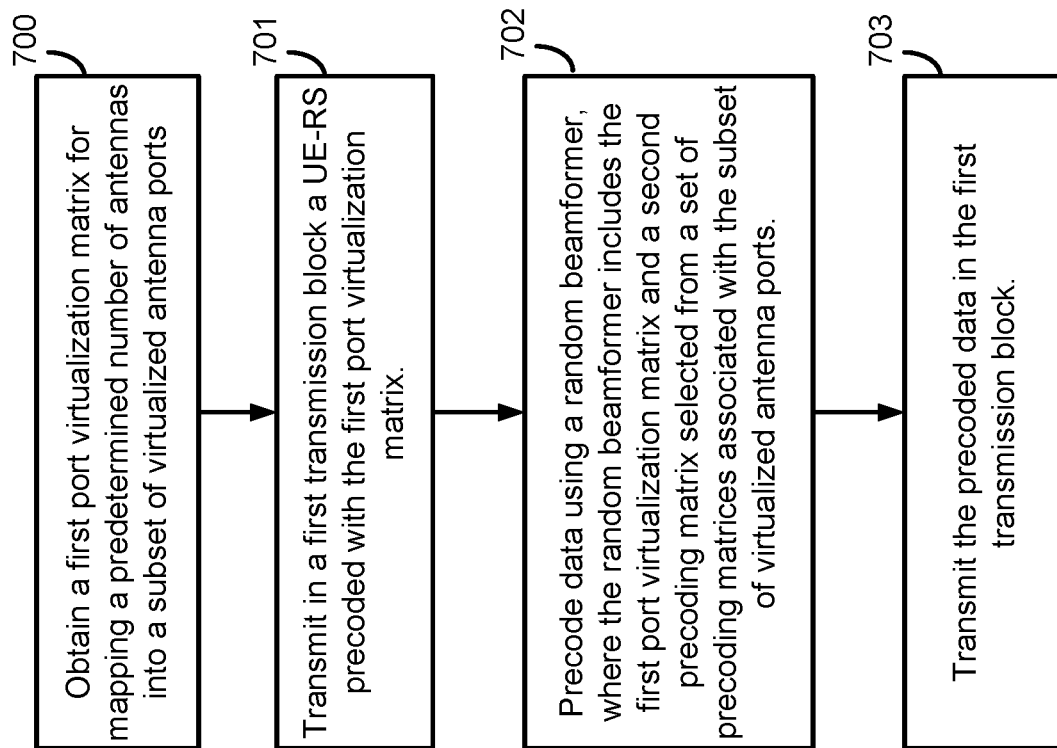 700
Obtain a first port virtualization matrix for
mapping a predetermined number of antennas
into a subset of virtualized antenna ports
701
Transmit in a first transmission block a UE-RS
precoded with the first port virtualization
matrix.
702
Precode data using a random beamformer,
where the random beamformer includes the
first port virtualization matrix and a second
precoding matrix selected from a set of
precoding matrices associated with the subset
of virtualized antenna ports.
703
Transmit the precoded data in the first
transmission block.